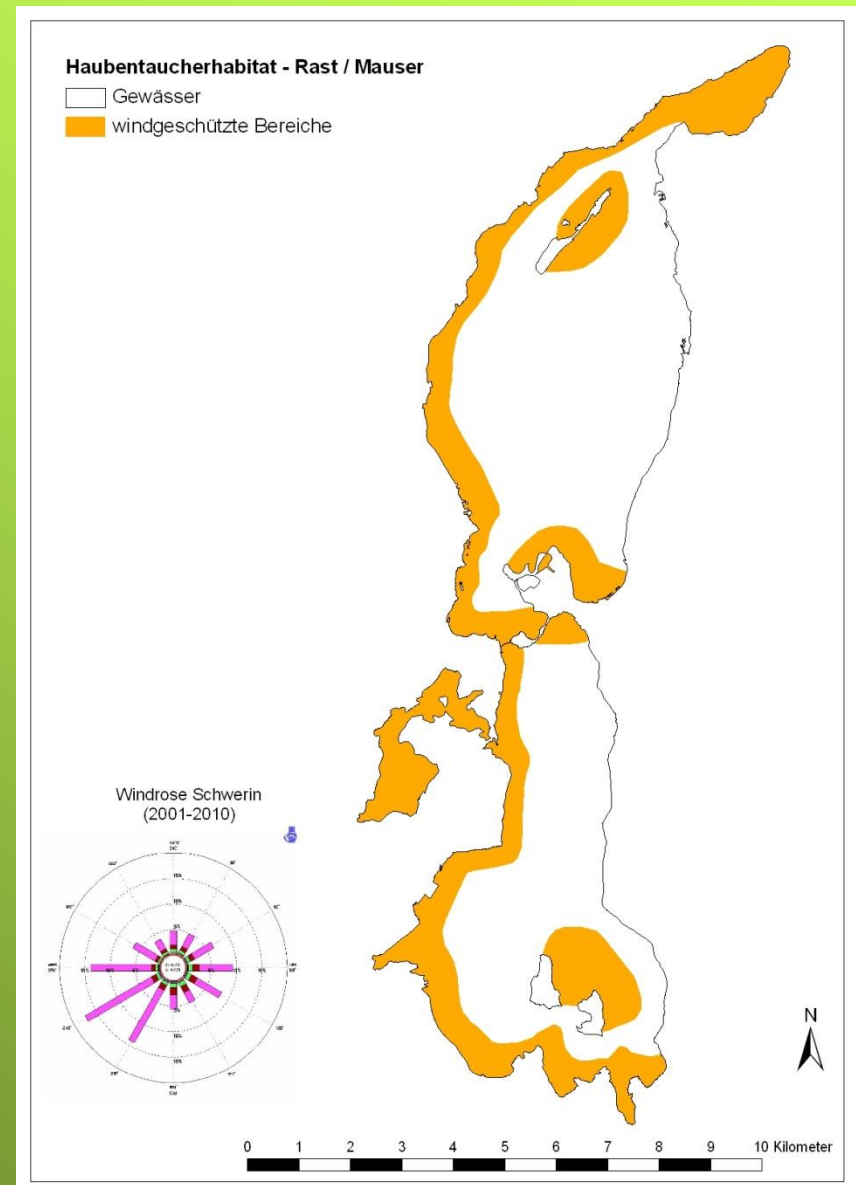 Haubentaucherhabitat - Rast / Mauser
Gewässer
windgeschützte Bereiche
Windrose Schwerin
(2001-2010)
N
0 1 2 3 4 5 6 7 8 9 10 Kilometer